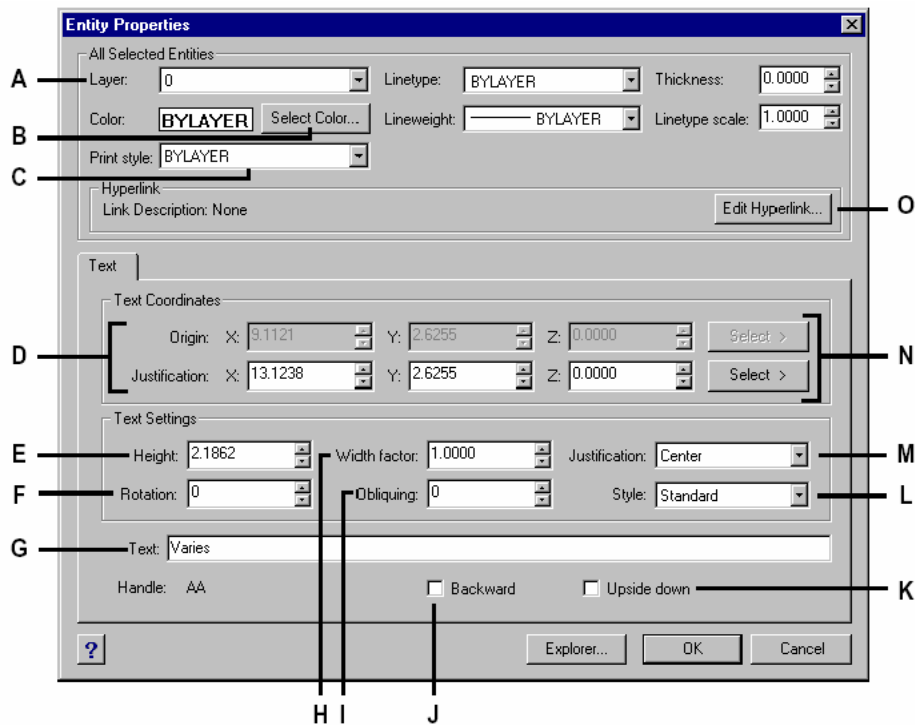 Entity Properties
All Selected Entities
A Layer: 0 Linetype: BYLAYER Thickness: 0.0000
Color: BYLAYER Select Color... Lineweight: BYLAYER Linetype scale: 1.0000
B
Print style: BYLAYER
C
Hyperlink
Link Description: None Edit Hyperlink... O
Text
Text Coordinates
Origin: X: 9.1121 Y: 2.6255 Z: 0.0000 Select >
D N
Justification: X: 13.1238 Y: 2.6255 Z: 0.0000 Select >
Text Settings
E Height: 2.1862 Width factor: 1.0000 Justification: Center M
F Rotation: 0 Obliquing: 0 Style: Standard L
G Text: Varies
Handle: AA Backward Upside down K
? Explorer... OK Cancel
H I J